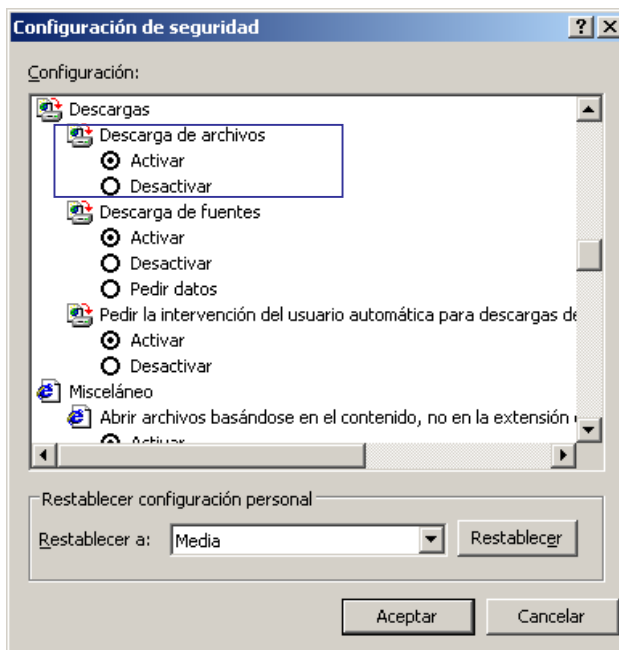 Configuración de seguridad
Configuración:
Descargas
Descarga de archivos
Activar
Desactivar
Descarga de fuentes
Activar
Desactivar
Pedir datos
Pedir la intervención del usuario automática para descargas de
Activar
Desactivar
Misceláneo
Abrir archivos basándose en el contenido, no en la extensión
Activar
Restablecer configuración personal
Restablecer a: Media Restablecer
Aceptar Cancelar